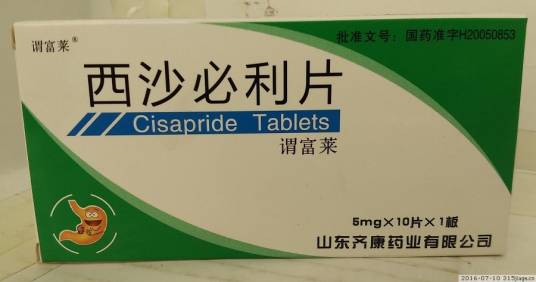 谓富莱®
批准文号：国药准字H20050853
西沙必利片
Cisapride Tablets
谓富莱
5mg×10片×1板
山东齐康药业有限公司
2016-07-10 315jiage.cn